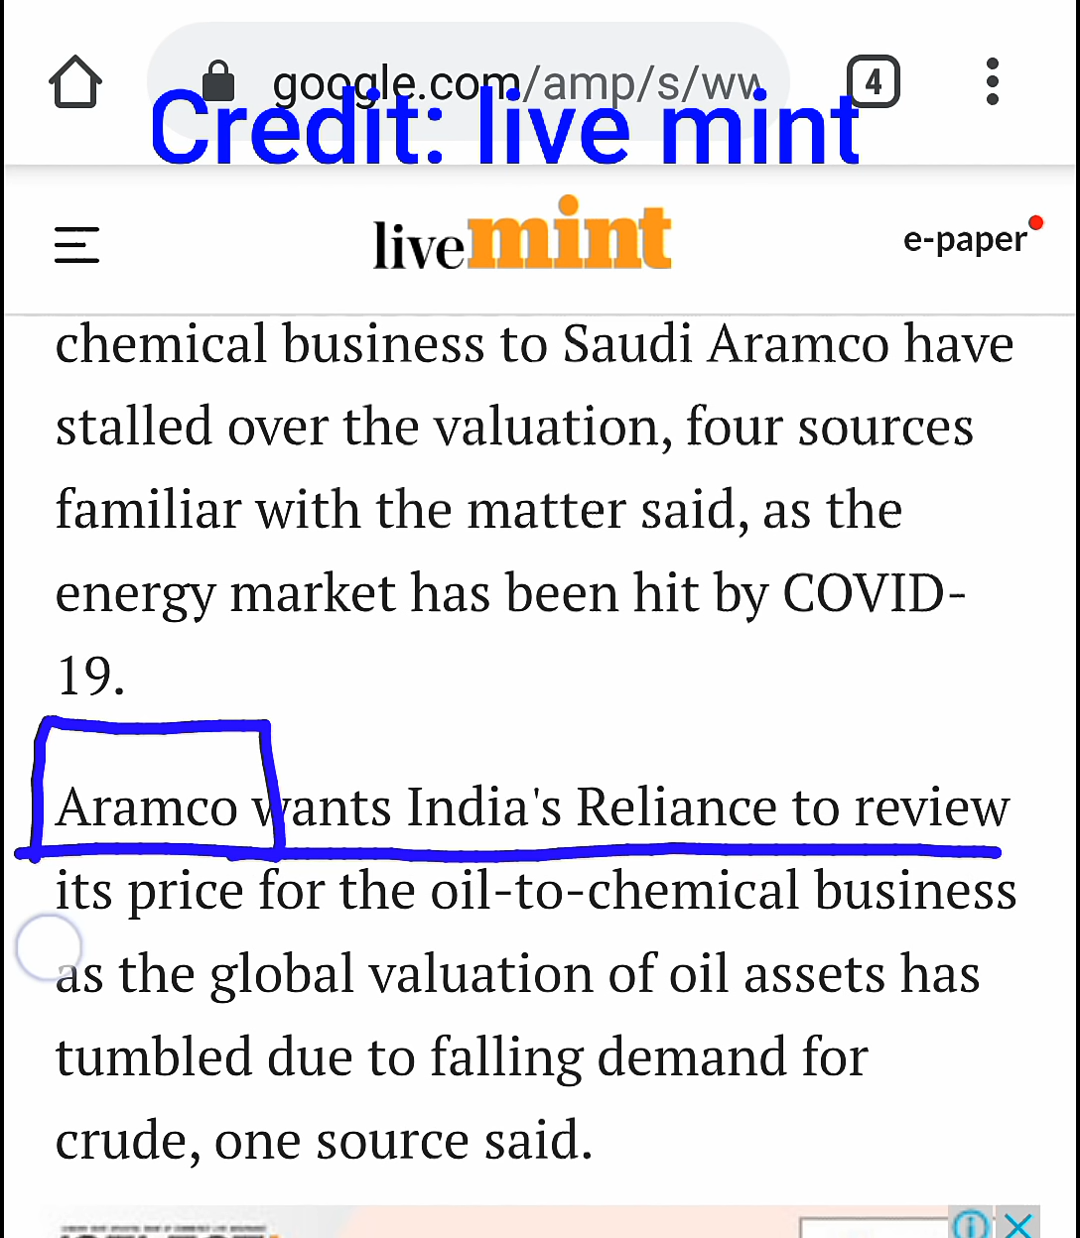 google.com/amp/s/ww
4
Credit: live mint
livemint
e-paper
chemical business to Saudi Aramco have
stalled over the valuation, four sources
familiar with the matter said, as the
energy market has been hit by COVID-
19.
Aramco wants India's Reliance to review
its price for the oil-to-chemical business
as the global valuation of oil assets has
tumbled due to falling demand for
crude, one source said.